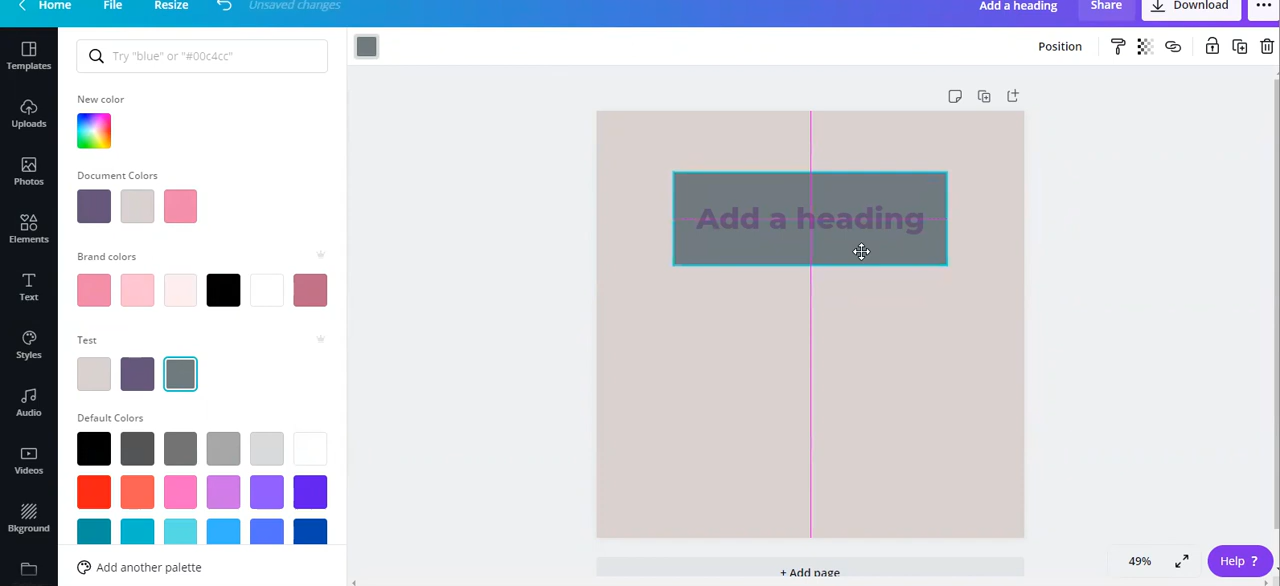 Home File Resize Unsaved changes Add a heading Share Download
Try "blue" or "#00c4cc"
Position
Templates
New color
Uploads
Document Colors
Photos
Add a heading
Elements
Brand colors
Text
Test
Styles
Audio
Default Colors
Videos
Bkground
Add another palette
+ Add page
49%
Help ?